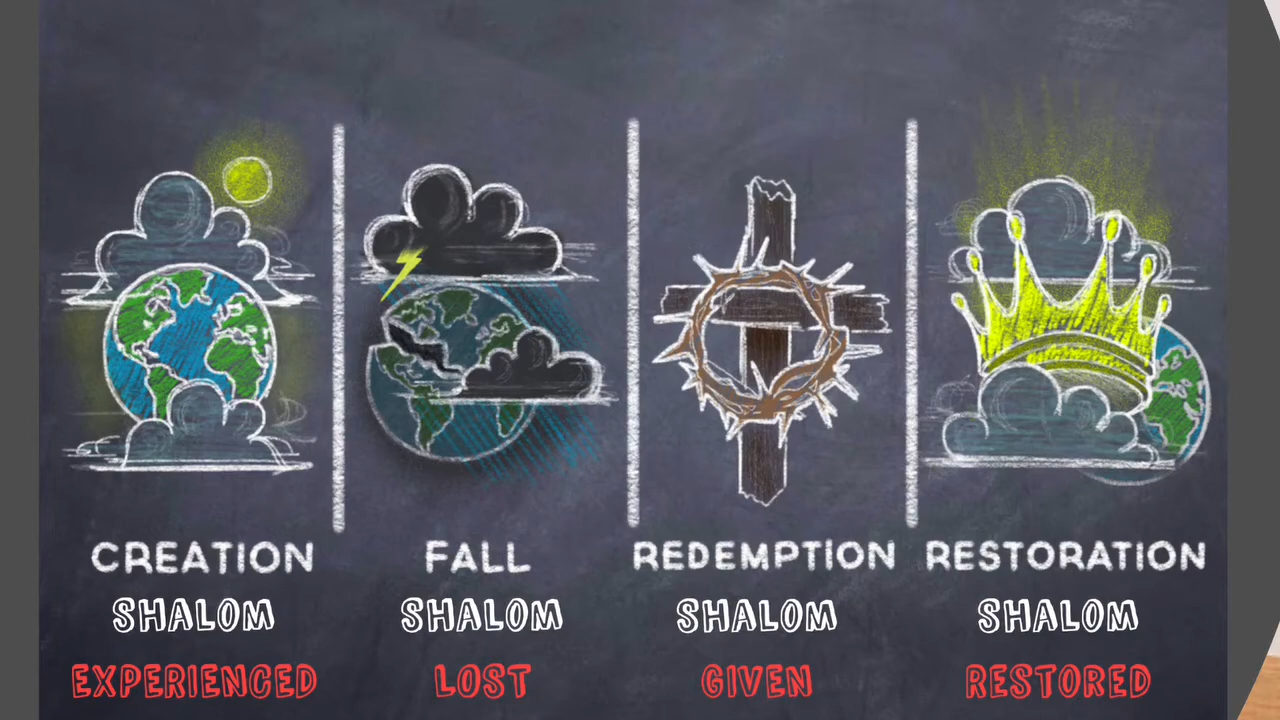 CREATION FALL REDEMPTION RESTORATION
SHALOM SHALOM SHALOM SHALOM
EXPERIENCED LOST GIVEN RESTORED